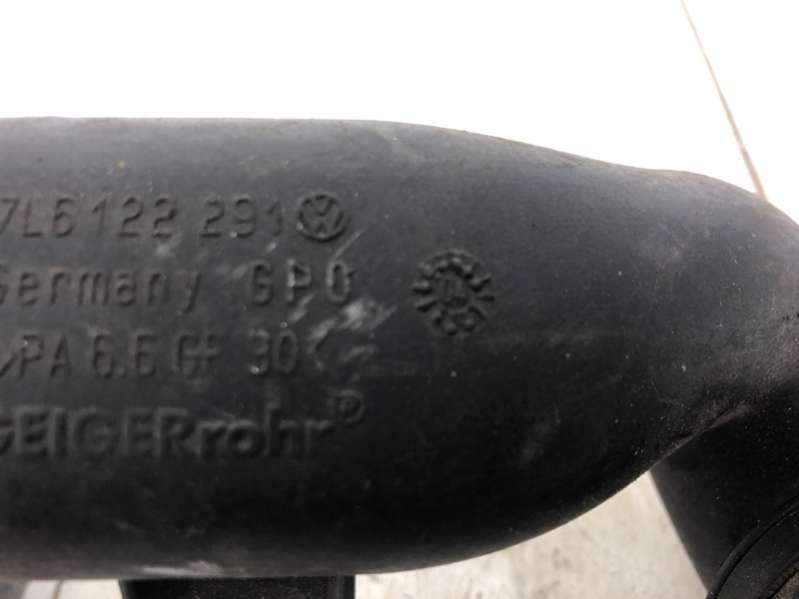 7L6 122 291
Germany GPO
>PA 6.6 GF 30<
GEIGERrohr®